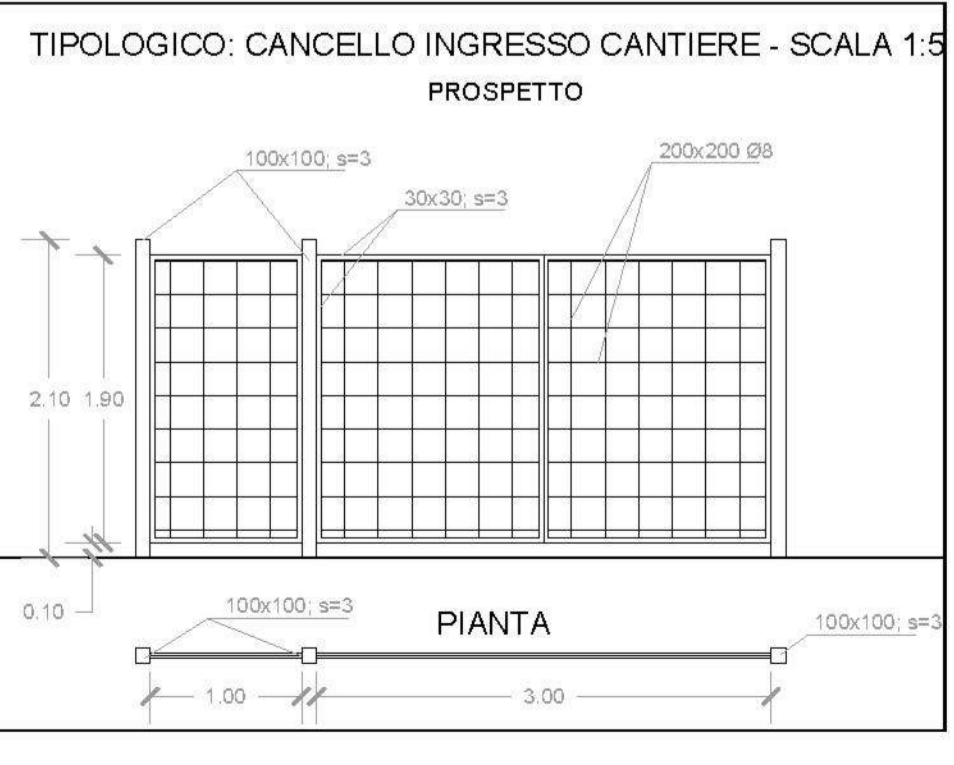 TIPOLOGICO: CANCELLO INGRESSO CANTIERE - SCALA 1:5
PROSPETTO
100x100; s=3
200x200 Ø8
30x30; s=3
2.10
1.90
0.10
100x100; s=3
PIANTA
100x100; s=3
1.00
3.00